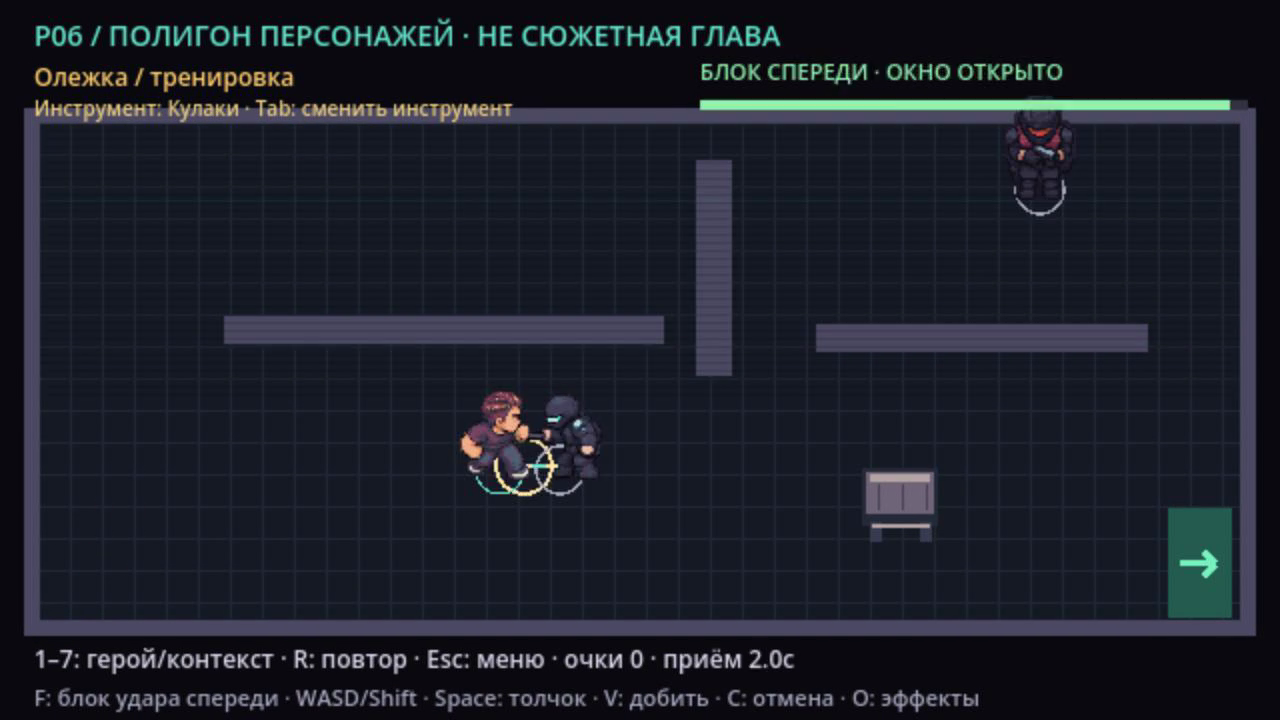 P06 / ПОЛИГОН ПЕРСОНАЖЕЙ · НЕ СЮЖЕТНАЯ ГЛАВА
Олежка / тренировка
БЛОК СПЕРЕДИ · ОКНО ОТКРЫТО
Инструмент: Кулаки · Tab: сменить инструмент
1–7: герой/контекст · R: повтор · Esc: меню · очки 0 · приём 2.0с
F: блок удара спереди · WASD/Shift · Space: толчок · V: добить · C: отмена · O: эффекты